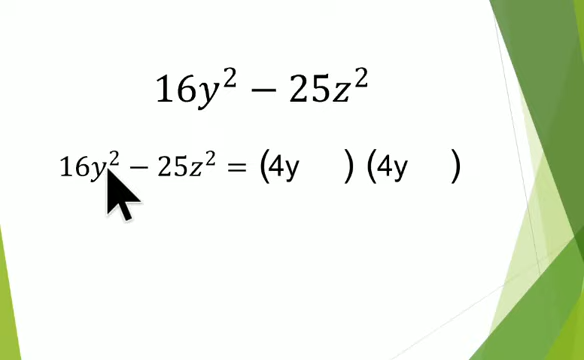 16y² − 25z²
16y² − 25z² = (4y    ) (4y    )